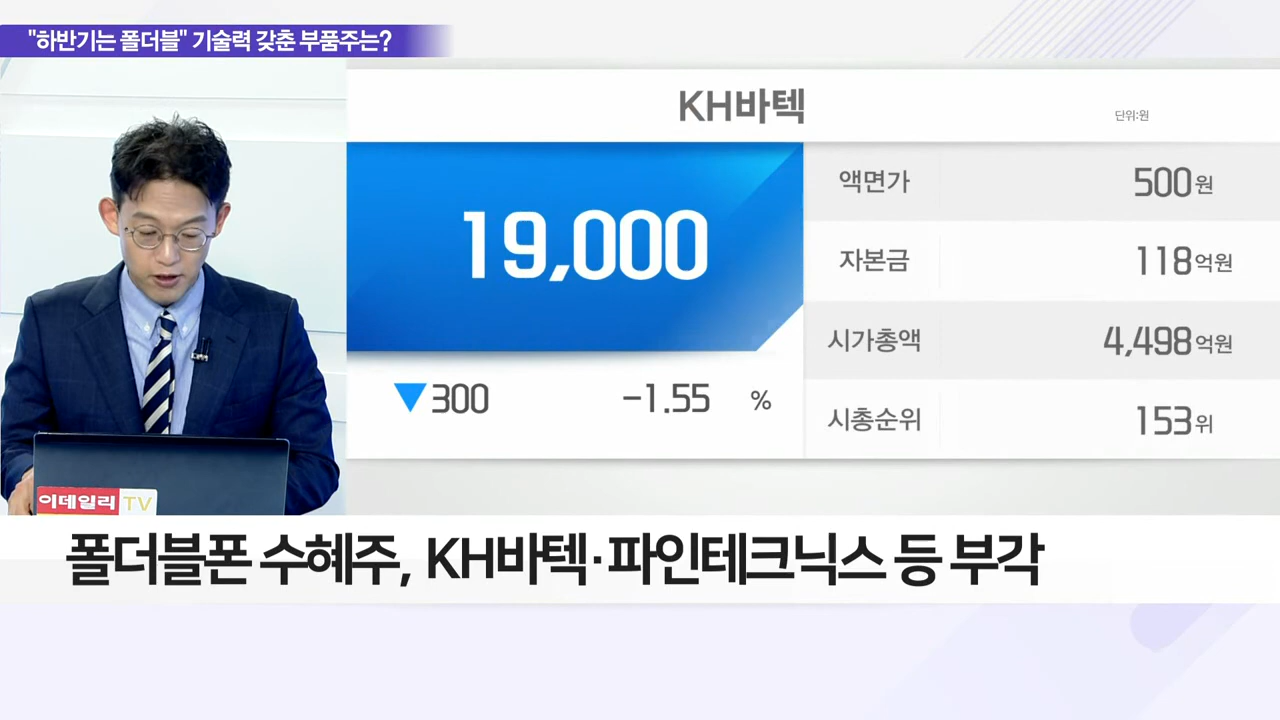 "하반기는 폴더블" 기술력 갖춘 부품주는?
KH바텍
단위:원
19,000
▼300 -1.55 %
액면가 500원
자본금 118억원
시가총액 4,498억원
시총순위 153위
이데일리 TV
폴더블폰 수혜주, KH바텍·파인테크닉스 등 부각